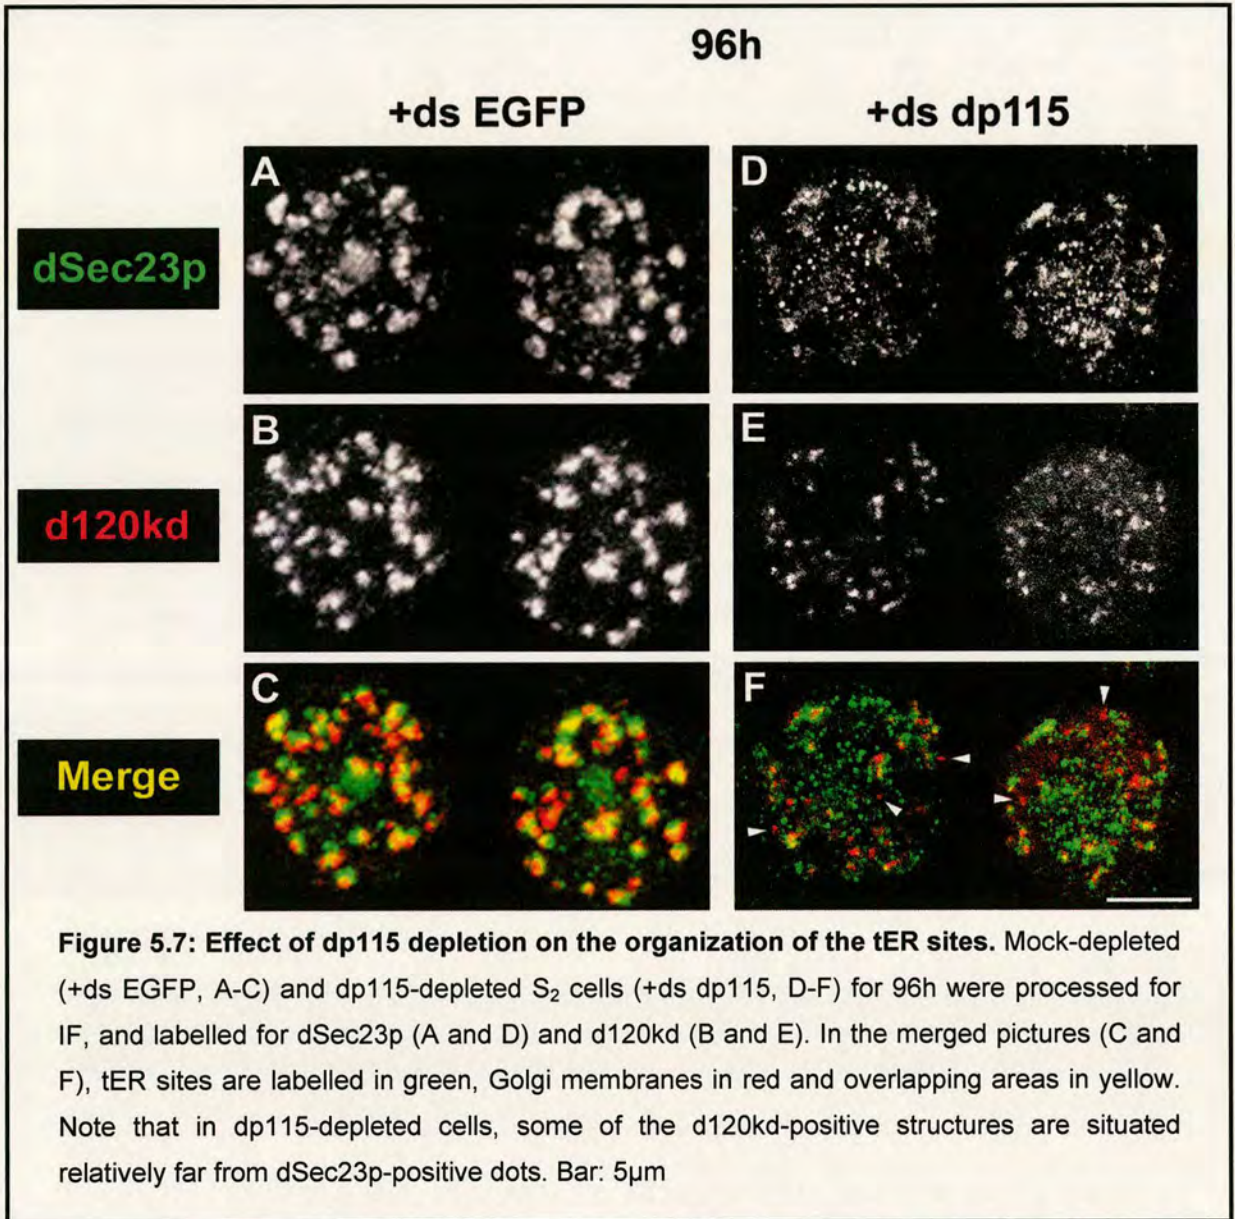 96h
+ds EGFP
+ds dp115
A
D
dSec23p
B
E
d120kd
C
F
Merge
Figure 5.7: Effect of dp115 depletion on the organization of the tER sites. Mock-depleted
(+ds EGFP, A-C) and dp115-depleted S₂ cells (+ds dp115, D-F) for 96h were processed for
IF, and labelled for dSec23p (A and D) and d120kd (B and E). In the merged pictures (C and
F), tER sites are labelled in green, Golgi membranes in red and overlapping areas in yellow.
Note that in dp115-depleted cells, some of the d120kd-positive structures are situated
relatively far from dSec23p-positive dots. Bar: 5µm